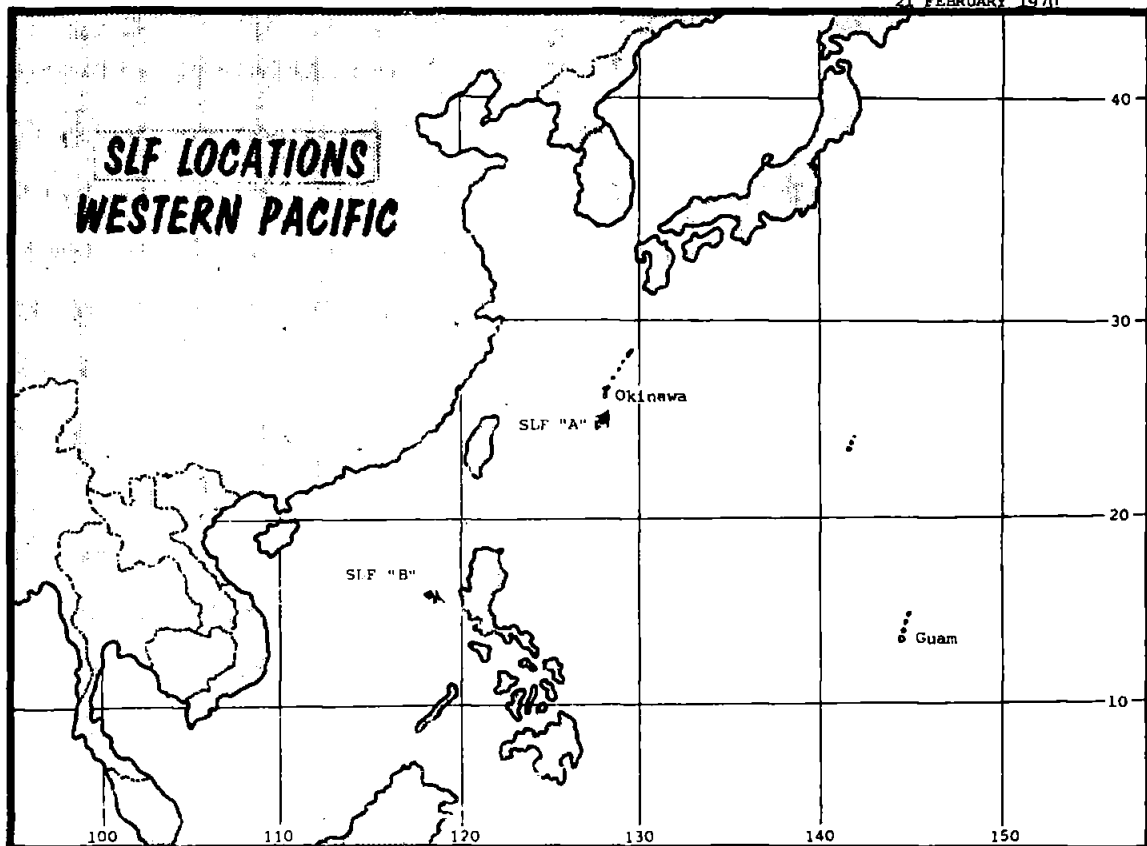 21 FEBRUARY 1971
SLF LOCATIONS
WESTERN PACIFIC
40
30
Okinawa
SLF "A"
20
SLF "B"
Guam
10
100
110
120
130
140
150